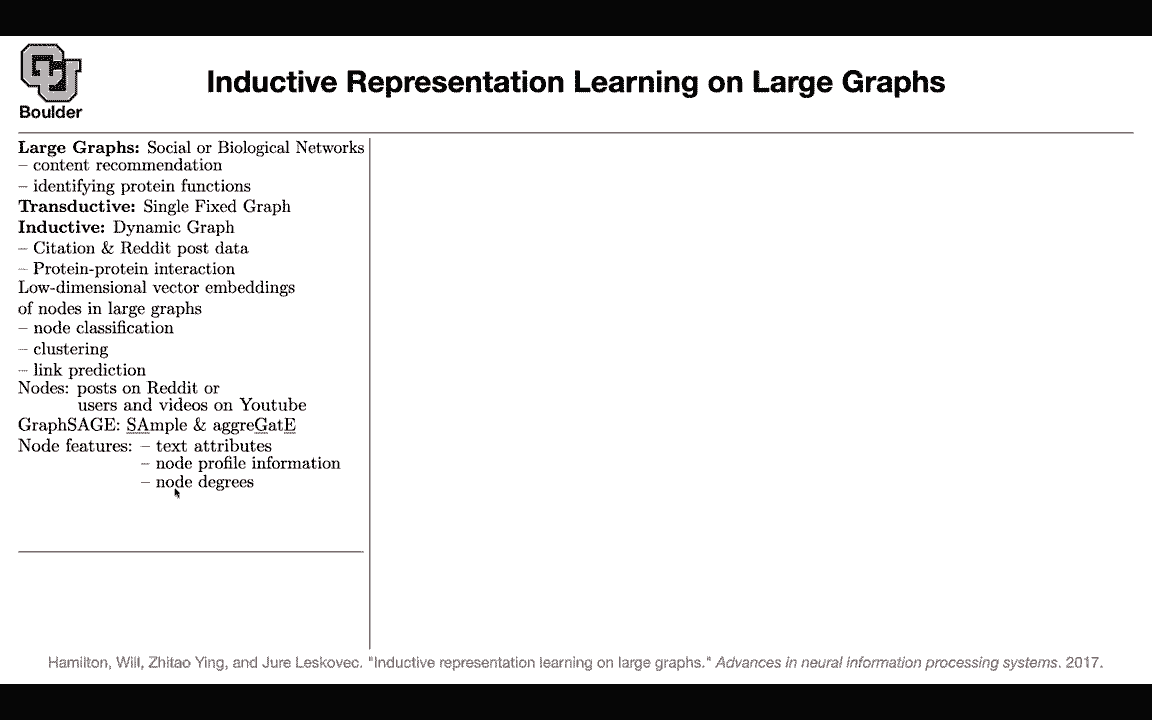 CU
Boulder
Inductive Representation Learning on Large Graphs
Large Graphs: Social or Biological Networks
– content recommendation
– identifying protein functions
Transductive: Single Fixed Graph
Inductive: Dynamic Graph
– Citation & Reddit post data
– Protein-protein interaction
Low-dimensional vector embeddings
of nodes in large graphs
– node classification
– clustering
– link prediction
Nodes: posts on Reddit or
users and videos on Youtube
GraphSAGE: SAmple & aggreGatE
Node features: – text attributes
– node profile information
– node degrees
Hamilton, Will, Zhitao Ying, and Jure Leskovec. "Inductive representation learning on large graphs." Advances in neural information processing systems. 2017.